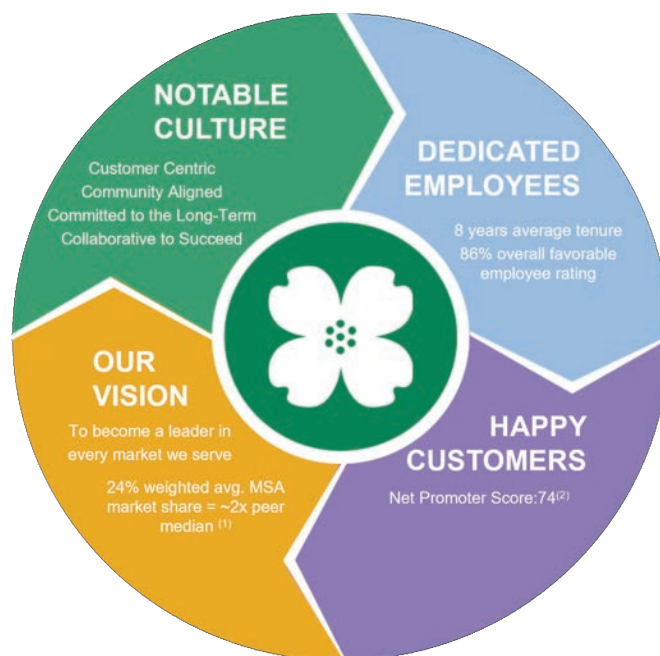 NOTABLE
CULTURE
Customer Centric
Community Aligned
Committed to the Long-Term
Collaborative to Succeed
DEDICATED
EMPLOYEES
8 years average tenure
86% overall favorable
employee rating
OUR
VISION
To become a leader in
every market we serve
24% weighted avg. MSA
market share = ~2x peer
median (1)
HAPPY
CUSTOMERS
Net Promoter Score:74(2)